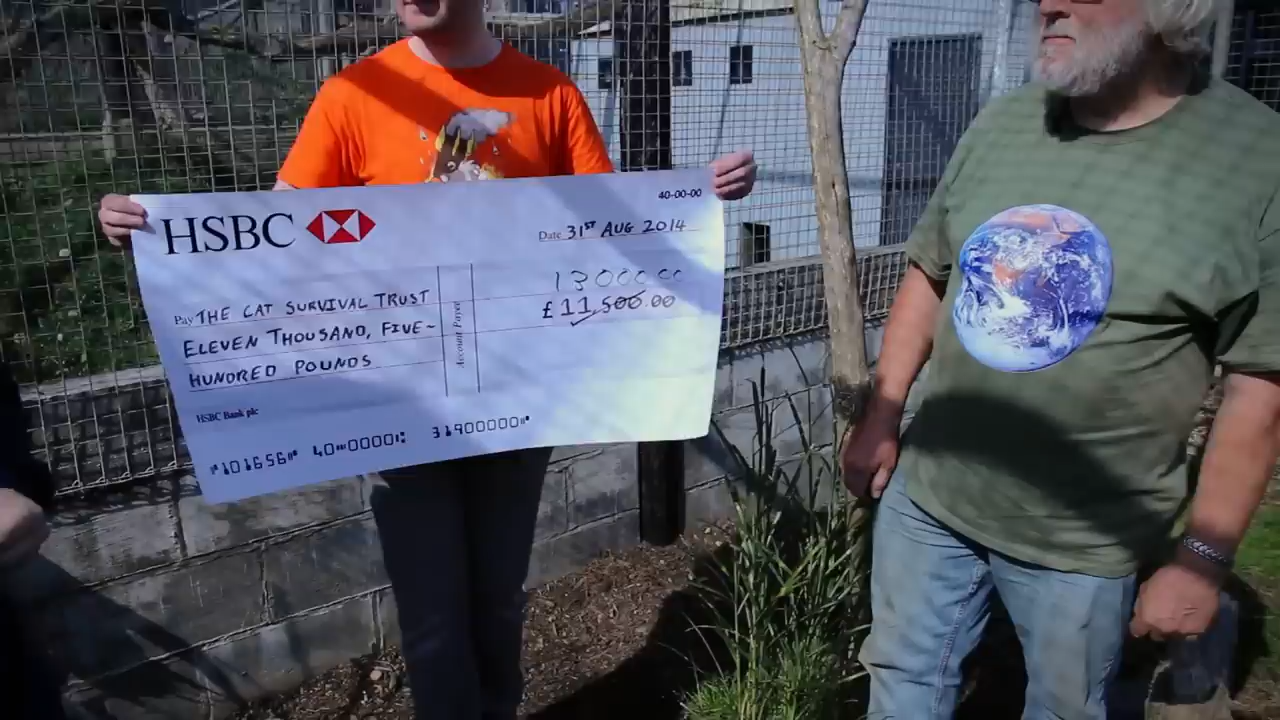 HSBC
40-00-00
Date 31ST AUG 2014
13000.00
Pay THE CAT SURVIVAL TRUST
£11,500.00
ELEVEN THOUSAND, FIVE-
HUNDRED POUNDS
Account Payee
HSBC Bank plc
⑈101656⑈ 40⑉0000⑆ 31900000⑈